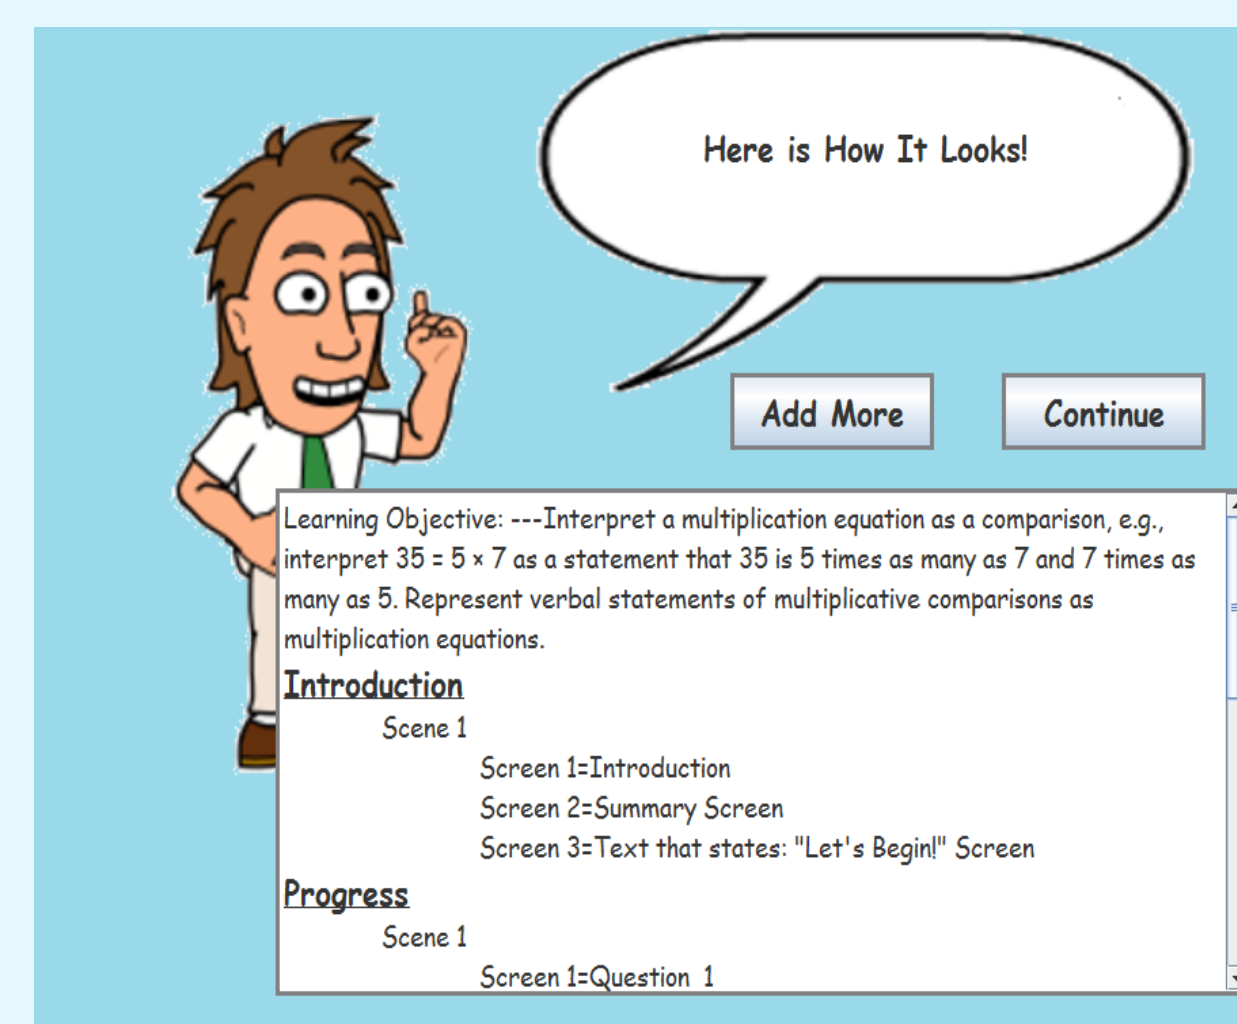 Here is How It Looks!
Add More
Continue
Learning Objective: ---Interpret a multiplication equation as a comparison, e.g.,
interpret 35 = 5 × 7 as a statement that 35 is 5 times as many as 7 and 7 times as
many as 5. Represent verbal statements of multiplicative comparisons as
multiplication equations.
Introduction
Scene 1
Screen 1=Introduction
Screen 2=Summary Screen
Screen 3=Text that states: "Let's Begin!" Screen
Progress
Scene 1
Screen 1=Question 1